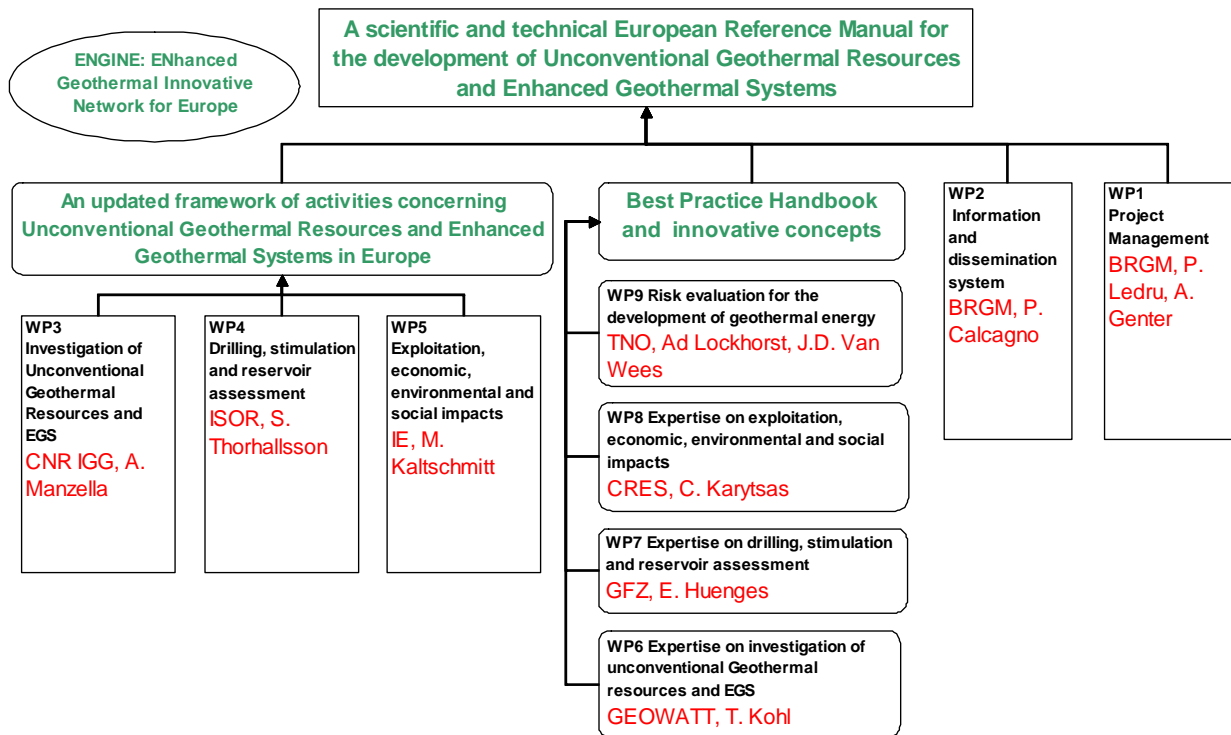 ENGINE: ENhanced
Geothermal Innovative
Network for Europe
A scientific and technical European Reference Manual for
the development of Unconventional Geothermal Resources
and Enhanced Geothermal Systems
An updated framework of activities concerning
Unconventional Geothermal Resources and Enhanced
Geothermal Systems in Europe
WP3
Investigation of
Unconventional
Geothermal
Resources and
EGS
CNR IGG, A.
Manzella
WP4
Drilling, stimulation
and reservoir
assessment
ISOR, S.
Thorhallsson
WP5
Exploitation,
economic,
environmental and
social impacts
IE, M.
Kaltschmitt
Best Practice Handbook
and innovative concepts
WP9 Risk evaluation for the
development of geothermal energy
TNO, Ad Lockhorst, J.D. Van
Wees
WP8 Expertise on exploitation,
economic, environmental and social
impacts
CRES, C. Karytsas
WP7 Expertise on drilling, stimulation
and reservoir assessment
GFZ, E. Huenges
WP6 Expertise on investigation of
unconventional Geothermal
resources and EGS
GEOWATT, T. Kohl
WP2
Information
and
dissemination
system
BRGM, P.
Calcagno
WP1
Project
Management
BRGM, P.
Ledru, A.
Genter